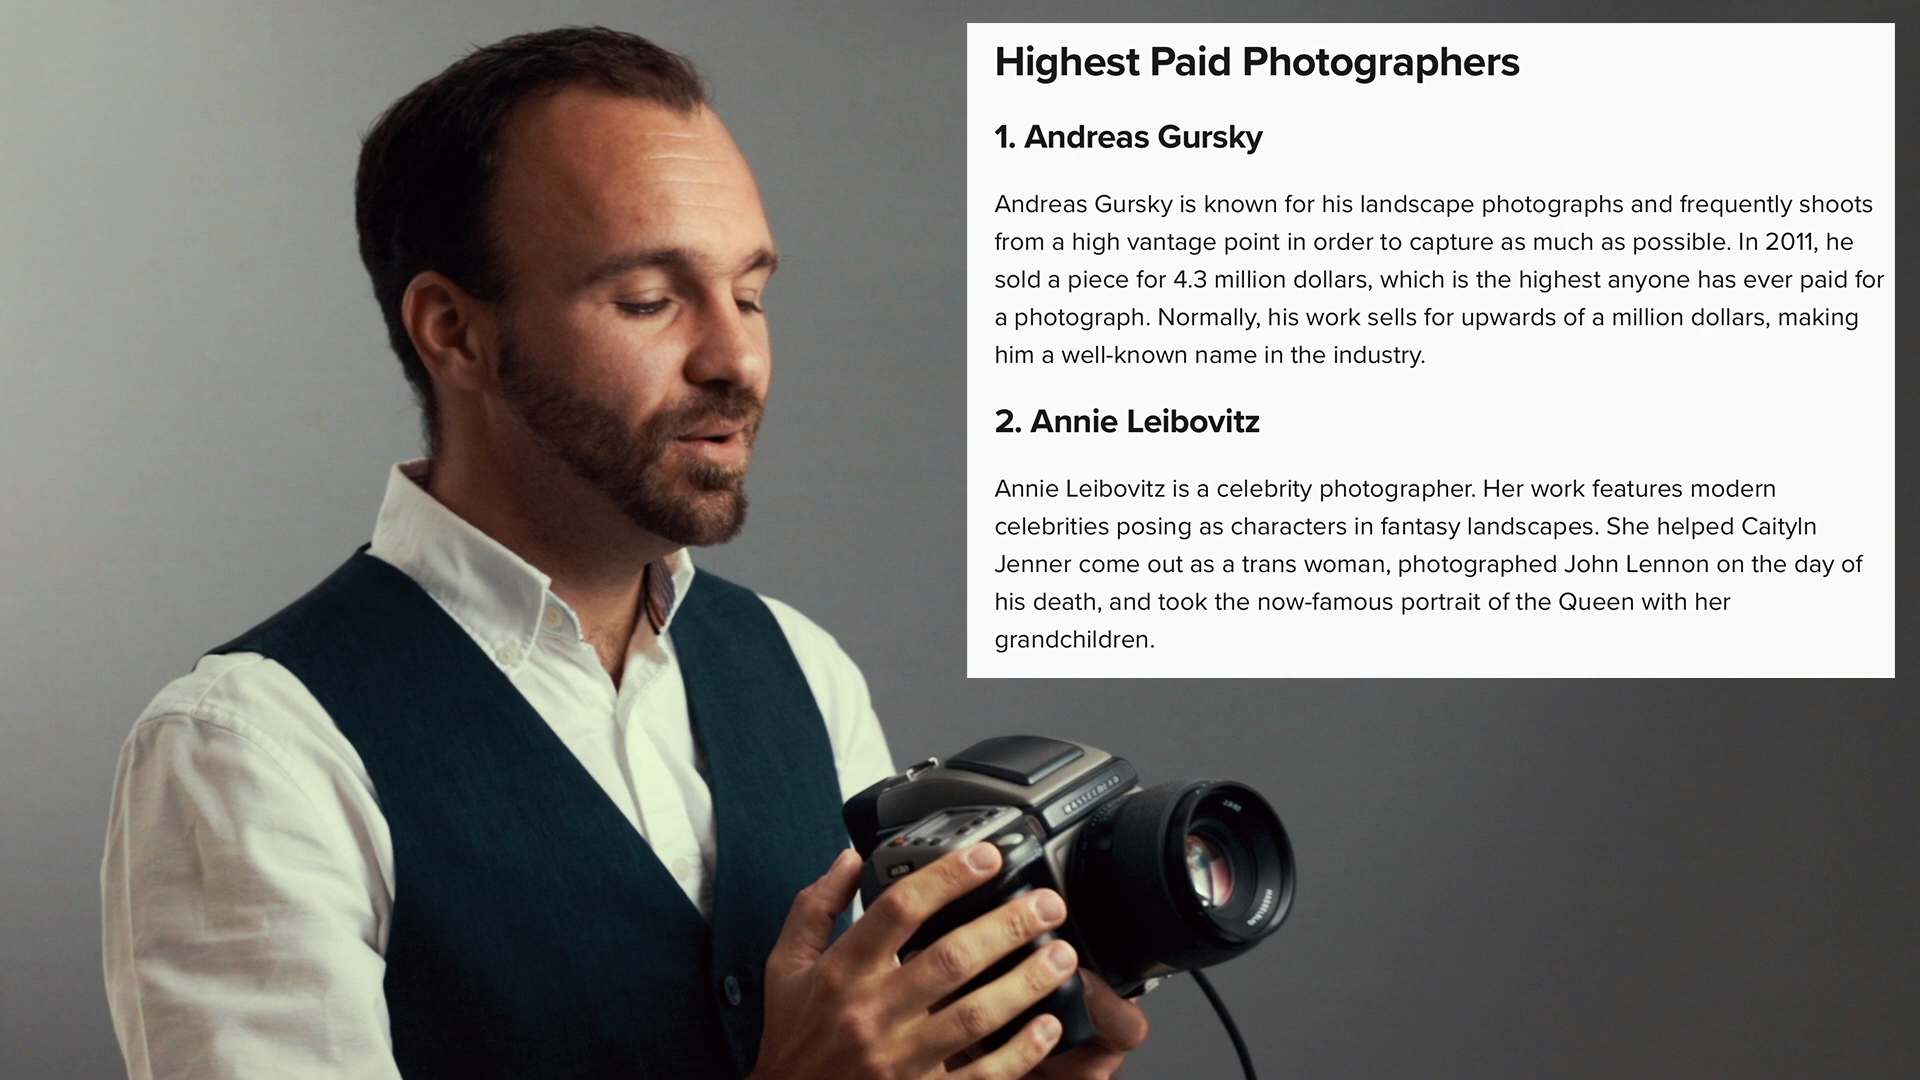 Highest Paid Photographers
1. Andreas Gursky
Andreas Gursky is known for his landscape photographs and frequently shoots
from a high vantage point in order to capture as much as possible. In 2011, he
sold a piece for 4.3 million dollars, which is the highest anyone has ever paid for
a photograph. Normally, his work sells for upwards of a million dollars, making
him a well-known name in the industry.
2. Annie Leibovitz
Annie Leibovitz is a celebrity photographer. Her work features modern
celebrities posing as characters in fantasy landscapes. She helped Caityln
Jenner come out as a trans woman, photographed John Lennon on the day of
his death, and took the now-famous portrait of the Queen with her
grandchildren.
HASSELBLAD
HASSELBLAD